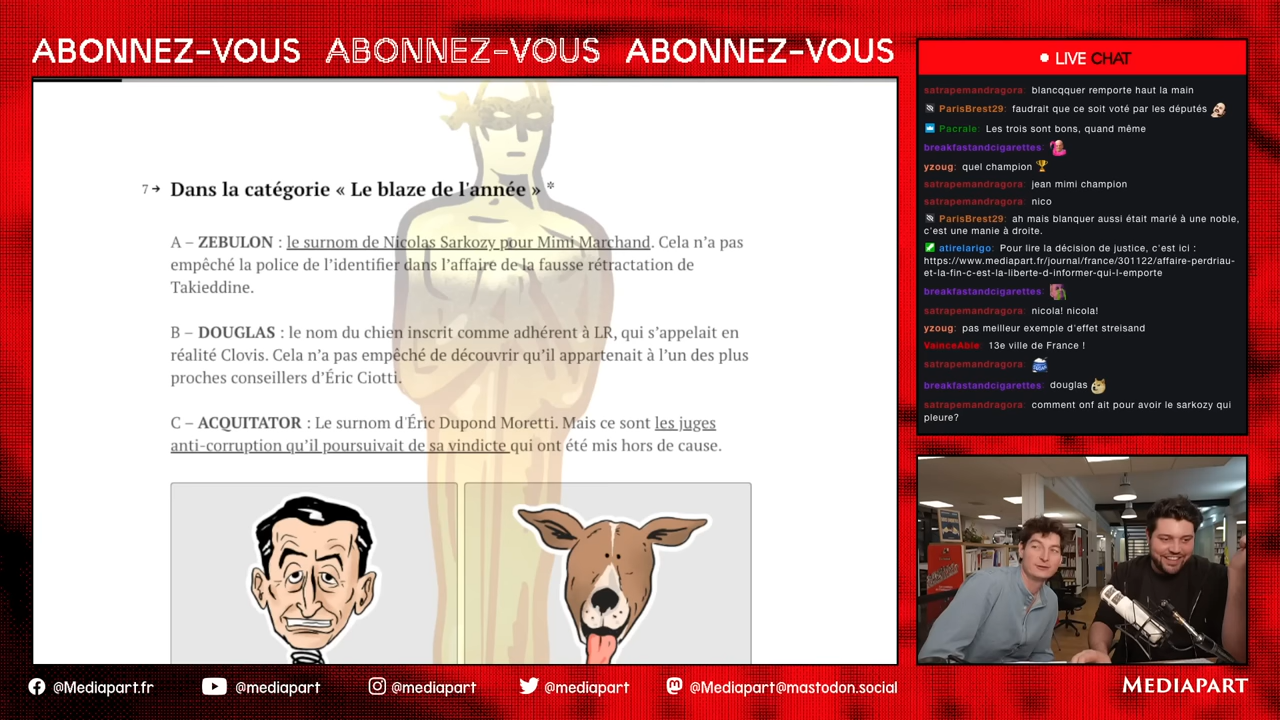 ABONNEZ-VOUS ABONNEZ-VOUS ABONNEZ-VOUS
7 → Dans la catégorie « Le blaze de l'année » *
A – ZEBULON : le surnom de Nicolas Sarkozy pour Mimi Marchand. Cela n'a pas
empêché la police de l'identifier dans l'affaire de la fausse rétractation de
Takieddine.
B – DOUGLAS : le nom du chien inscrit comme adhérent à LR, qui s'appelait en
réalité Clovis. Cela n'a pas empêché de découvrir qu'il appartenait à l'un des plus
proches conseillers d'Éric Ciotti.
C – ACQUITATOR : Le surnom d'Éric Dupond Moretti. Mais ce sont les juges
anti-corruption qu'il poursuivait de sa vindicte qui ont été mis hors de cause.
LIVE CHAT
satrapemandragora: blancqquer remporte haut la main
ParisBrest29: faudrait que ce soit voté par les députés
Pacrale: Les trois sont bons, quand même
breakfastandcigarettes:
yzoug: quel champion
satrapemandragora: jean mimi champion
satrapemandragora: nico
ParisBrest29: ah mais blanquer aussi était marié à une noble,
c'est une manie à droite.
atirelarigo: Pour lire la décision de justice, c'est ici :
https://www.mediapart.fr/journal/france/301122/affaire-perdriau-
et-la-fin-c-est-la-liberte-d-informer-qui-l-emporte
breakfastandcigarettes:
satrapemandragora: nicola! nicola!
yzoug: pas meilleur exemple d'effet streisand
VainceAble: 13e ville de France !
satrapemandragora:
breakfastandcigarettes: douglas
satrapemandragora: comment onf ait pour avoir le sarkozy qui
pleure?
@Mediapart.fr @mediapart @mediapart @mediapart @Mediapart@mastodon.social
MEDIAPART